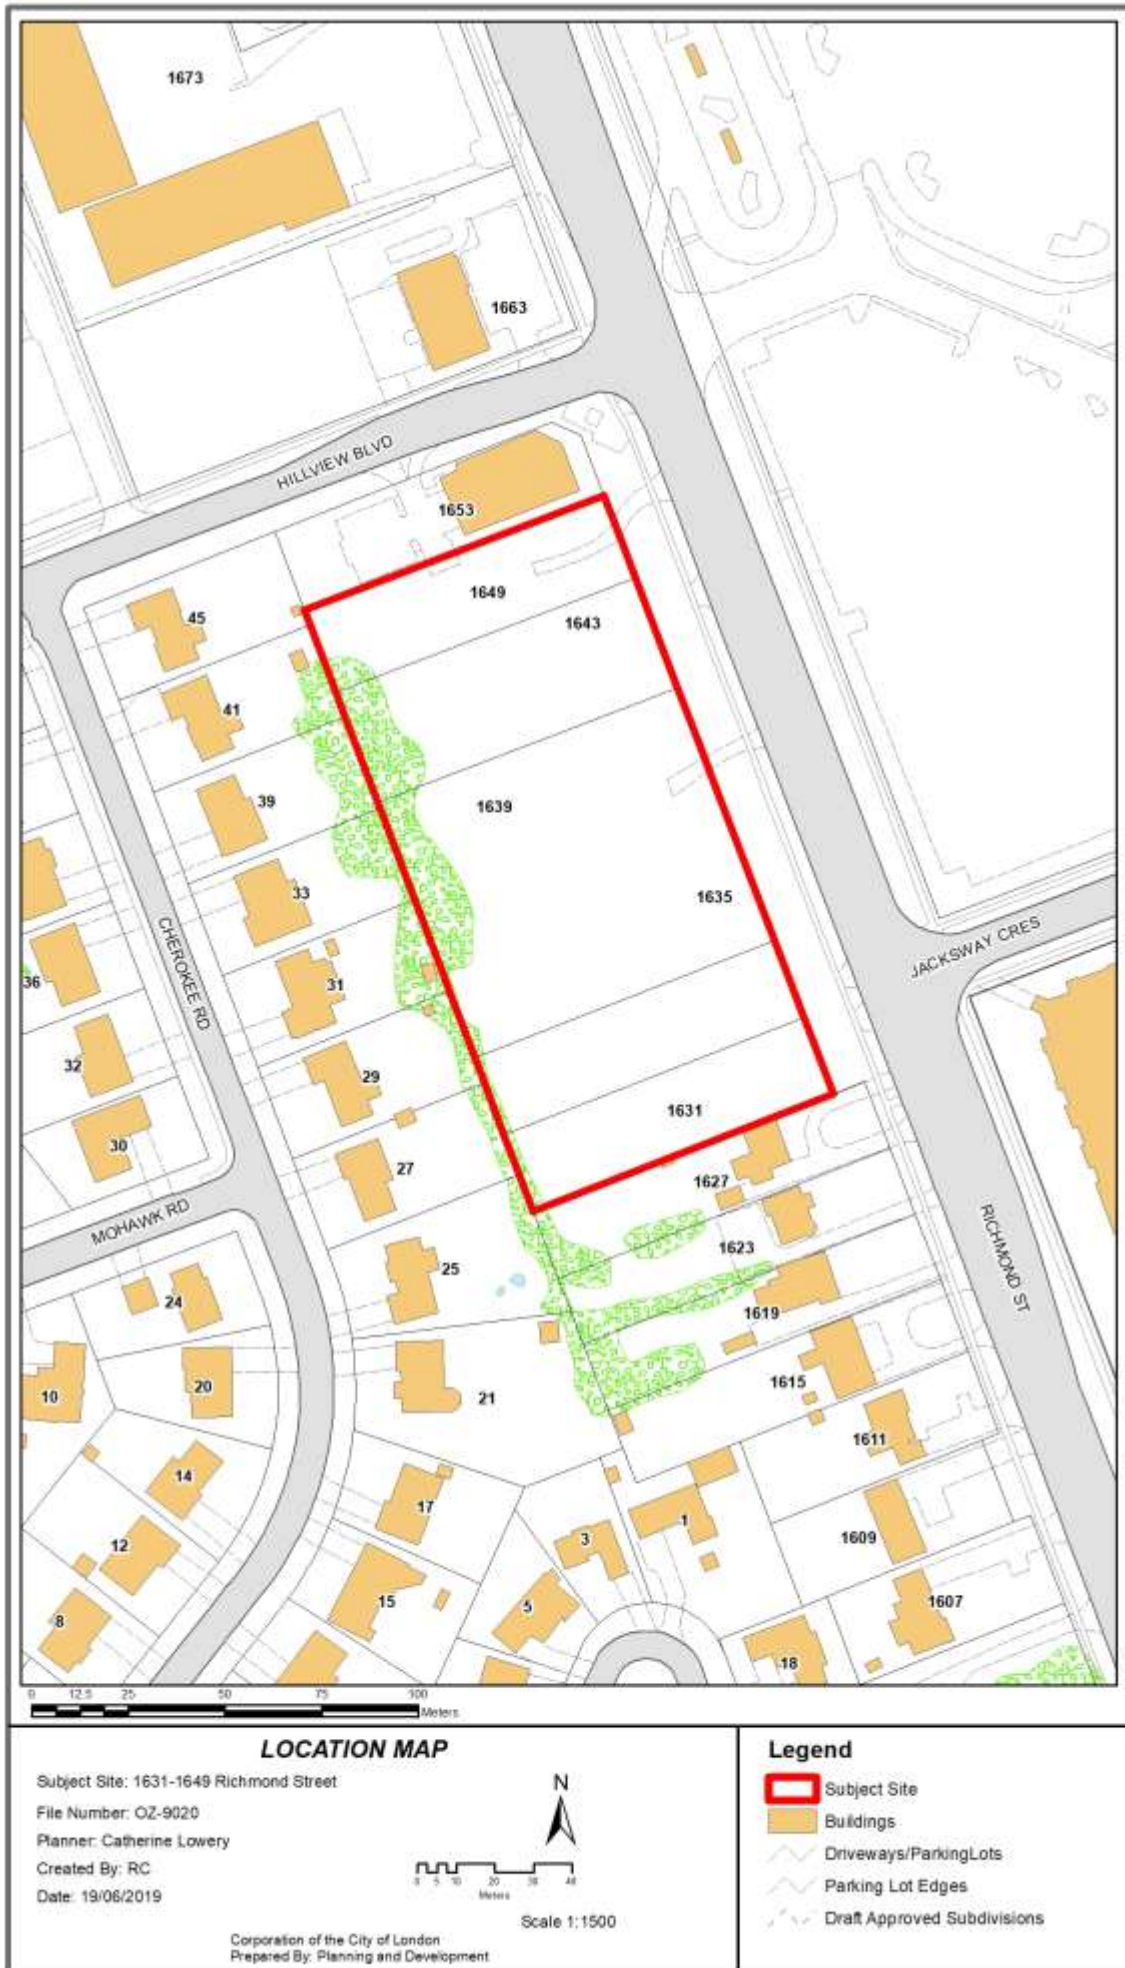 1673
1663
HILLVIEW BLVD
1653
1649
45
1643
41
39
1639
33
1635
CHEROKEE RD
JACKSWAY CRES
36
31
32
29
1631
30
27
1627
MOHAWK RD
RICHMOND ST
1623
25
24
1619
20
1615
10
21
1611
14
17
1
12
3
1609
15
5
1607
8
18
0 12.5 25 50 75 100
Meters
LOCATION MAP
Subject Site: 1631-1649 Richmond Street
File Number: OZ-9020
Planner: Catherine Lowery
Created By: RC
Date: 19/06/2019
N
0 5 10 20 30 40
Meters
Scale 1:1500
Corporation of the City of London
Prepared By: Planning and Development
Legend
Subject Site
Buildings
Driveways/ParkingLots
Parking Lot Edges
Draft Approved Subdivisions